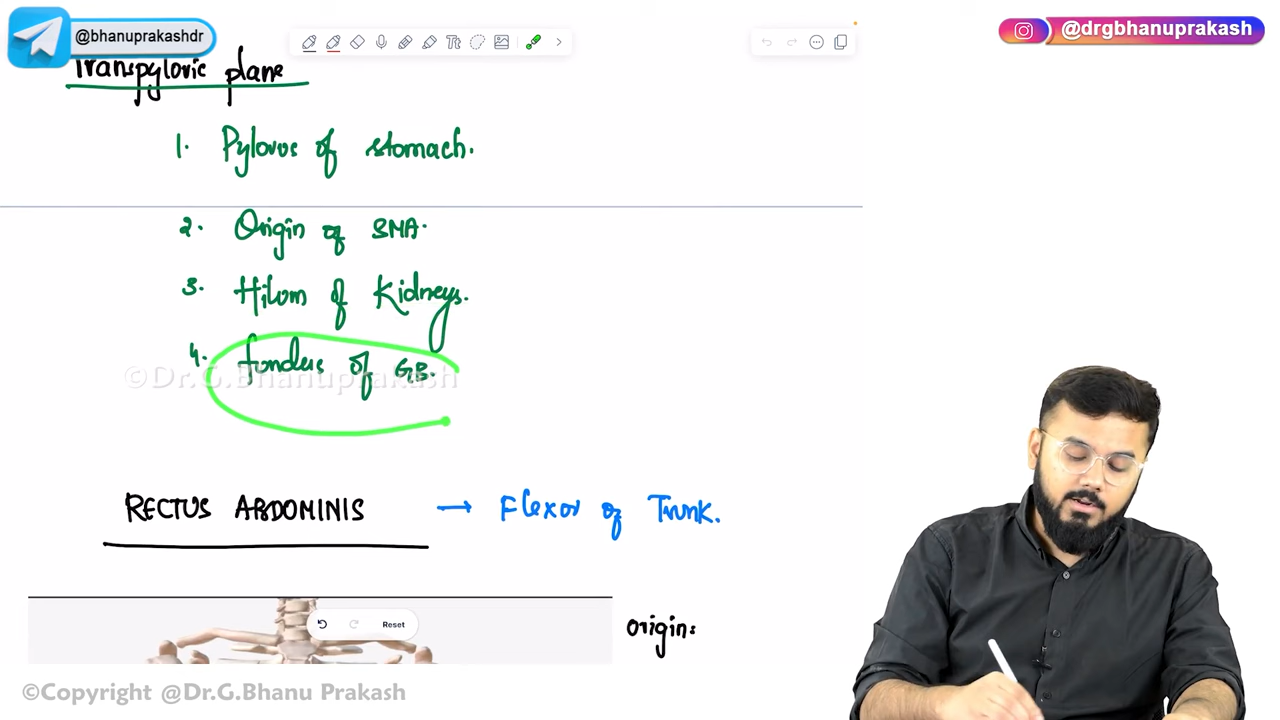 @bhanuprakashdr
@drgbhanuprakash
Transpyloric plane
1. Pylorus of stomach.
2. Origin of SMA.
3. Hilum of Kidneys.
4. fundus of GB.
©Dr.G.Bhanuprakash
RECTUS ABDOMINIS → Flexor of Trunk.
Reset
Origin:
©Copyright @Dr.G.Bhanu Prakash